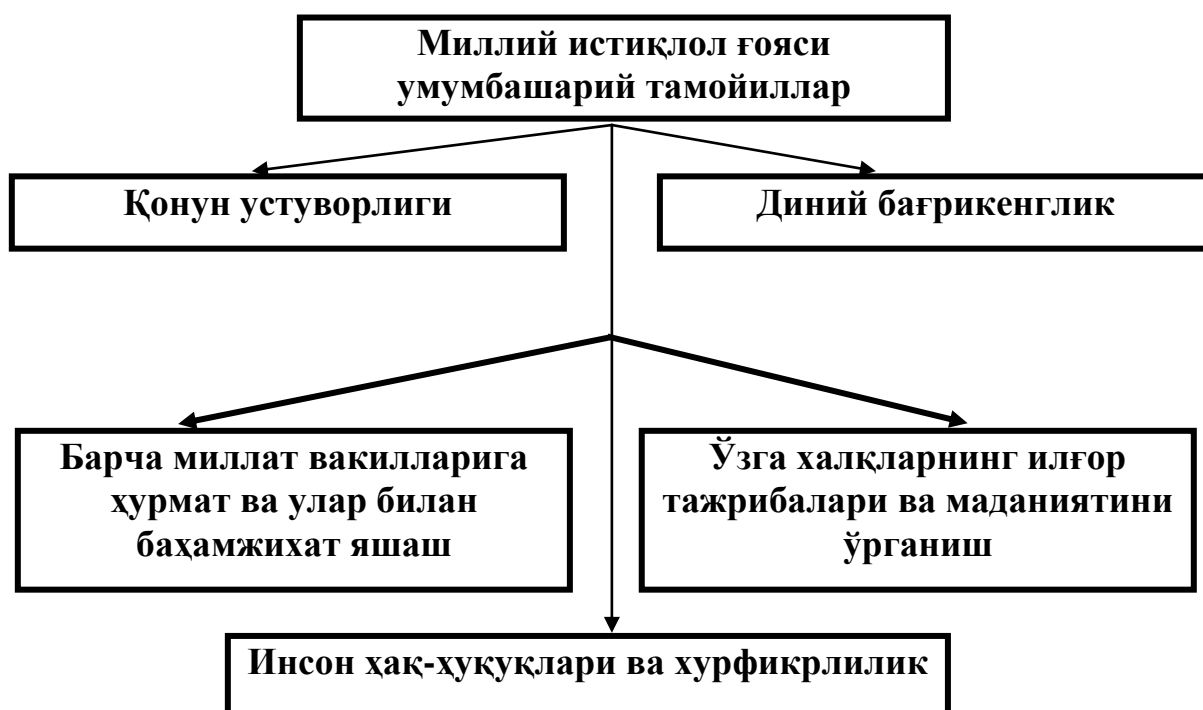 Миллий истиқлол ғояси
умумбашарий тамойиллар
Қонун устуворлиги
Диний бағрикенглик
Барча миллат вакилларига
ҳурмат ва улар билан
баҳамжихат яшаш
Ўзга халқларнинг илғор
тажрибалари ва маданиятини
ўрганиш
Инсон ҳақ-ҳуқуқлари ва хурфикрлилик